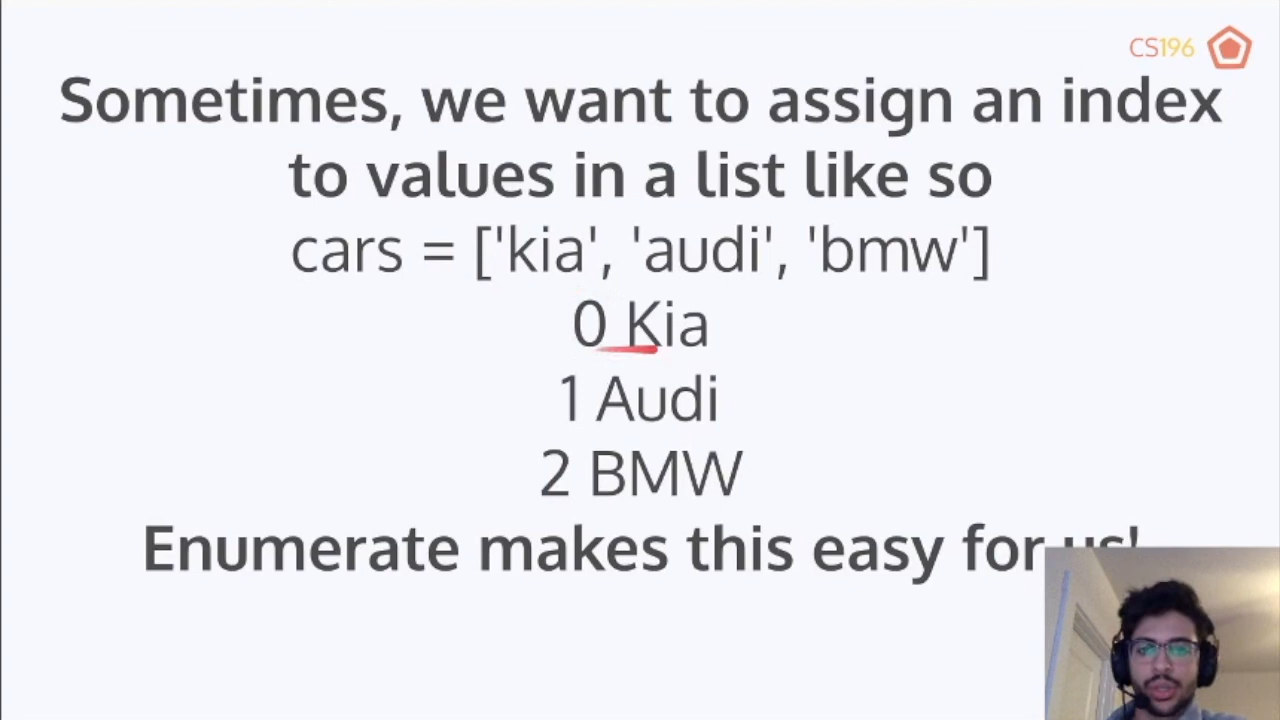 CS196
Sometimes, we want to assign an index
to values in a list like so
cars = ['kia', 'audi', 'bmw']
0 Kia
1 Audi
2 BMW
Enumerate makes this easy for us!